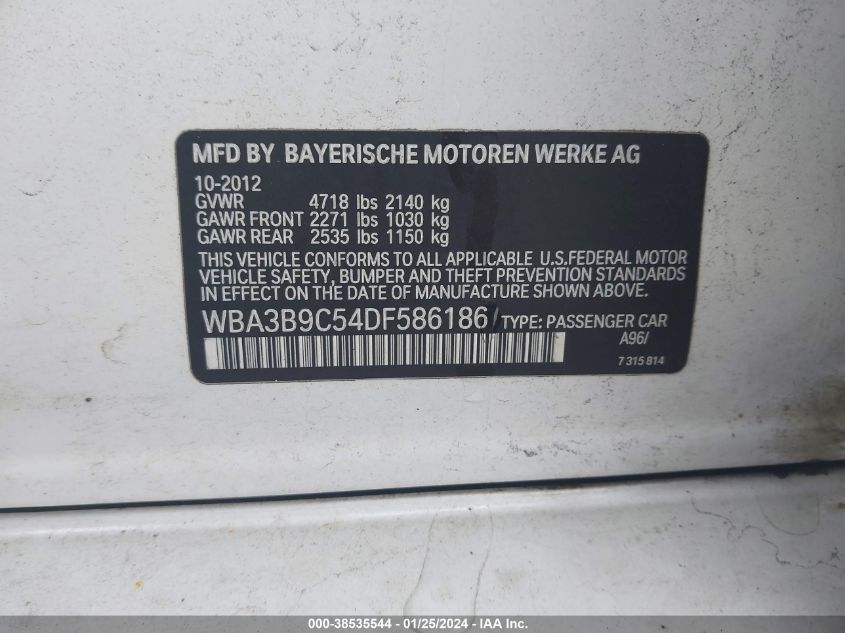 MFD BY BAYERISCHE MOTOREN WERKE AG
10-2012
GVWR 4718 lbs 2140 kg
GAWR FRONT 2271 lbs 1030 kg
GAWR REAR 2535 lbs 1150 kg
THIS VEHICLE CONFORMS TO ALL APPLICABLE U.S.FEDERAL MOTOR
VEHICLE SAFETY, BUMPER AND THEFT PREVENTION STANDARDS
IN EFFECT ON THE DATE OF MANUFACTURE SHOWN ABOVE.
WBA3B9C54DF586186/ TYPE: PASSENGER CAR
A96/
7 315 814
000-38535544 - 01/25/2024 - IAA Inc.